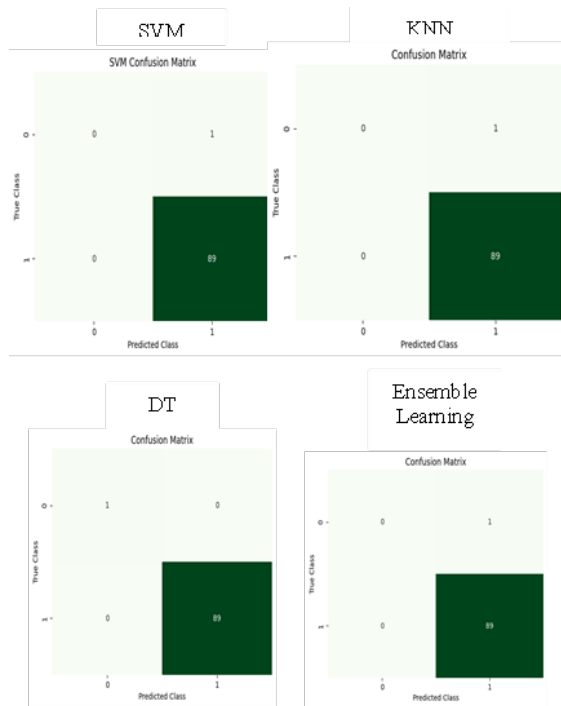 SVM
KNN
SVM Confusion Matrix
Confusion Matrix
True Class
0
0
1
1
0
89
0
1
Predicted Class
True Class
0
0
1
1
0
89
0
1
Predicted Class
DT
Ensemble
Learning
Confusion Matrix
True Class
0
1
0
1
0
89
0
1
Predicted Class
Confusion Matrix
True Class
0
0
1
1
0
89
0
1
Predicted Class